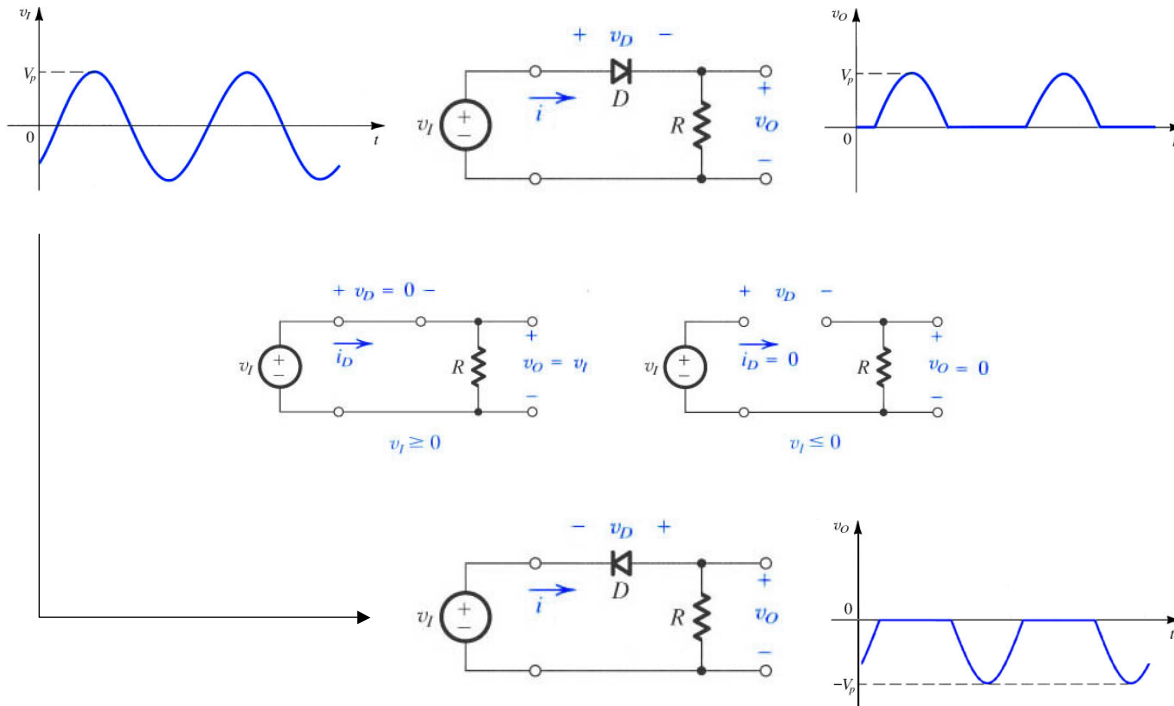 v_I
V_p
0
t
+ v_D −
D
i
v_I
+
−
R
+
v_O
−
v_O
V_p
0
t
+ v_D = 0 −
i_D
v_I
+
−
R
+
v_O = v_I
−
v_I ≥ 0
+ v_D −
i_D = 0
v_I
+
−
R
+
v_O = 0
−
v_I ≤ 0
− v_D +
D
i
v_I
+
−
R
+
v_O
−
v_O
0
t
−V_p